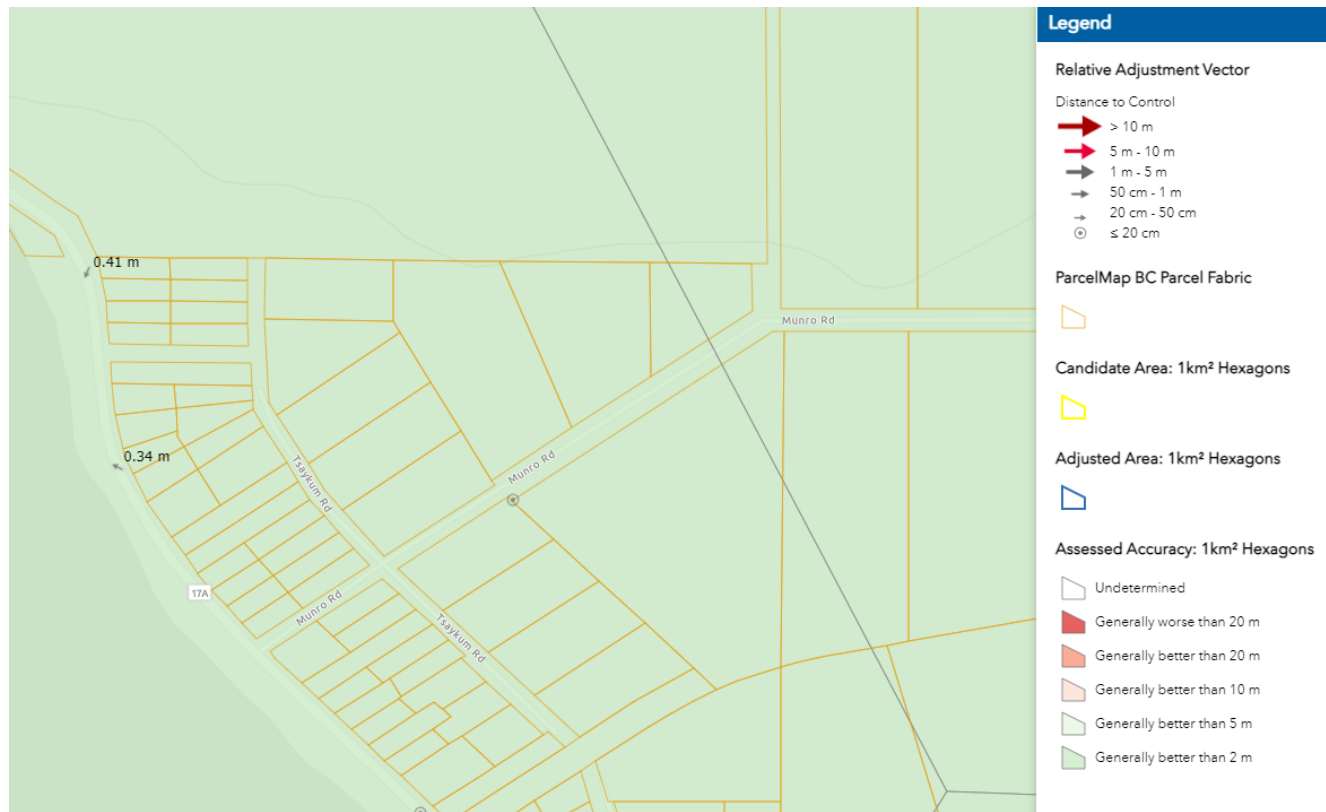 0.41 m
Munro Rd
0.34 m
Tsaykum Rd
Munro Rd
17A
Munro Rd
Tsaykum Rd
Legend
Relative Adjustment Vector
Distance to Control
> 10 m
5 m - 10 m
1 m - 5 m
50 cm - 1 m
20 cm - 50 cm
≤ 20 cm
ParcelMap BC Parcel Fabric
Candidate Area: 1km² Hexagons
Adjusted Area: 1km² Hexagons
Assessed Accuracy: 1km² Hexagons
Undetermined
Generally worse than 20 m
Generally better than 20 m
Generally better than 10 m
Generally better than 5 m
Generally better than 2 m